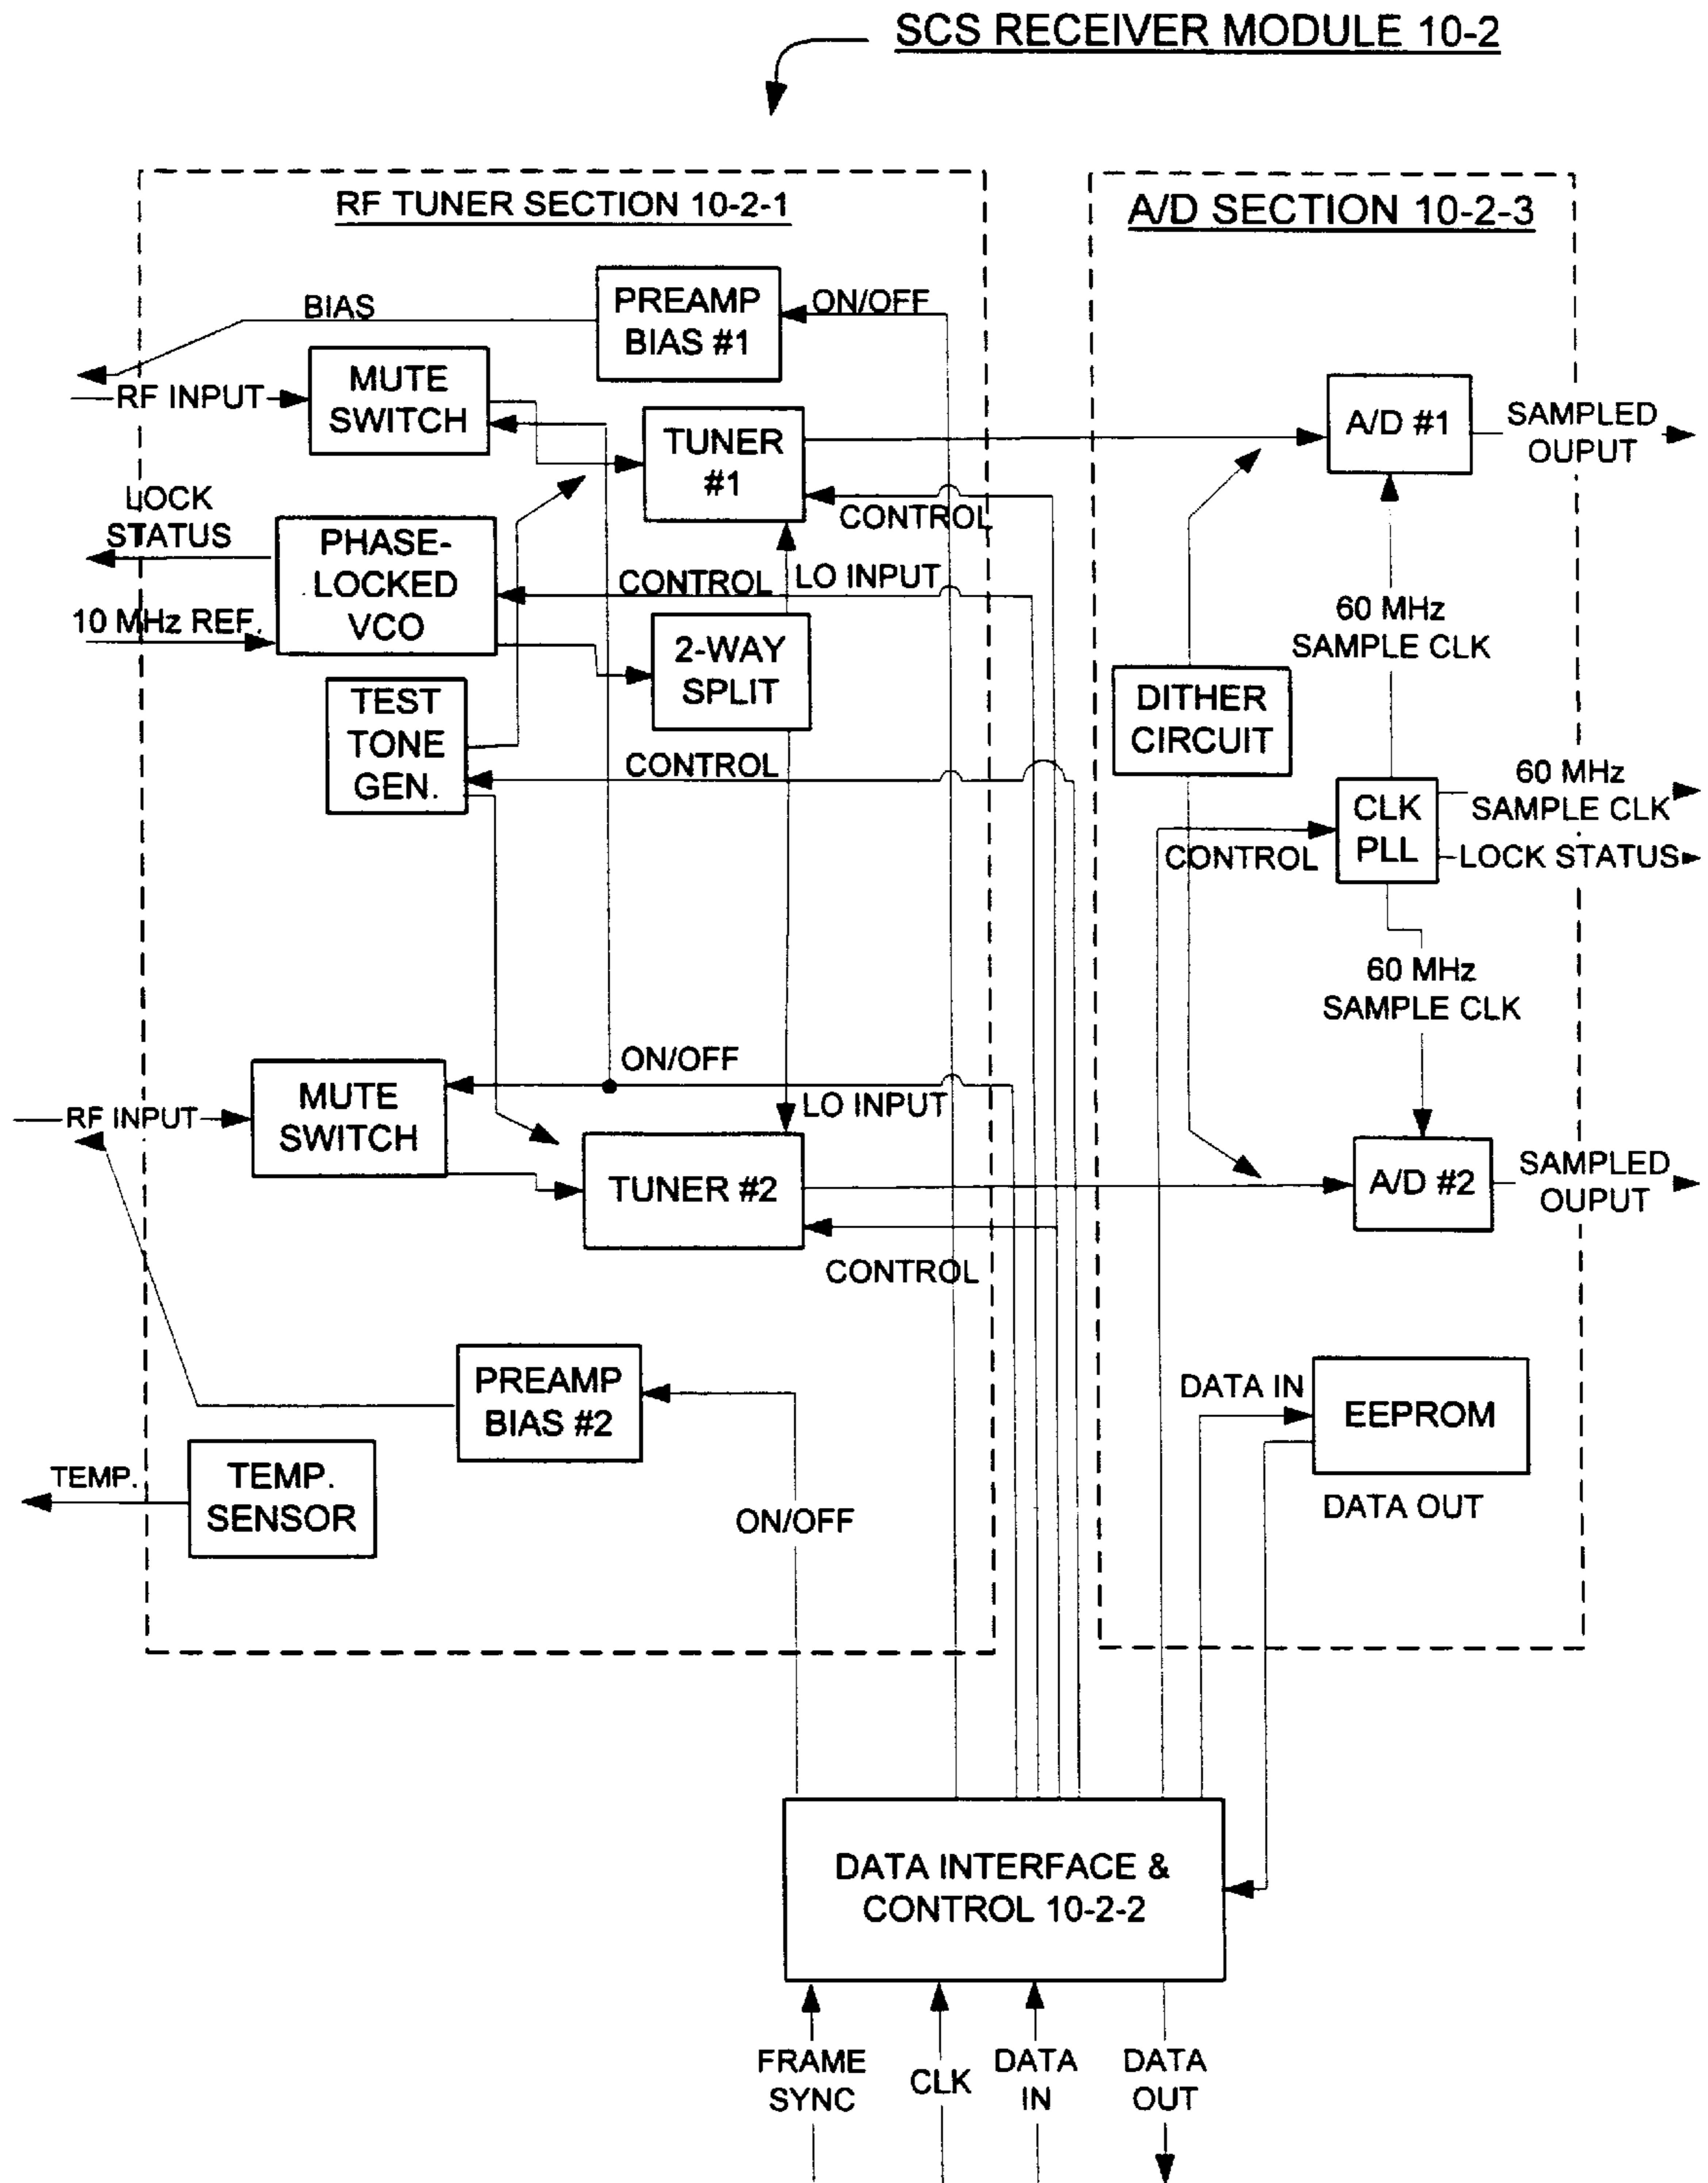 SCS RECEIVER MODULE 10-2
RF TUNER SECTION 10-2-1
A/D SECTION 10-2-3
BIAS
PREAMP
BIAS #1
ON/OFF
RF INPUT
MUTE
SWITCH
TUNER
#1
A/D #1
SAMPLED
OUPUT
LOCK
STATUS
CONTROL
PHASE-
LOCKED
VCO
CONTROL
LO INPUT
10 MHz REF.
60 MHz
SAMPLE CLK
2-WAY
SPLIT
TEST
TONE
GEN.
CONTROL
DITHER
CIRCUIT
CLK
PLL
60 MHz
SAMPLE CLK
CONTROL
LOCK STATUS
60 MHz
SAMPLE CLK
ON/OFF
MUTE
SWITCH
RF INPUT
LO INPUT
TUNER #2
A/D #2
SAMPLED
OUPUT
CONTROL
PREAMP
BIAS #2
DATA IN
EEPROM
TEMP.
TEMP.
SENSOR
ON/OFF
DATA OUT
DATA INTERFACE &
CONTROL 10-2-2
FRAME
SYNC
CLK
DATA
IN
DATA
OUT